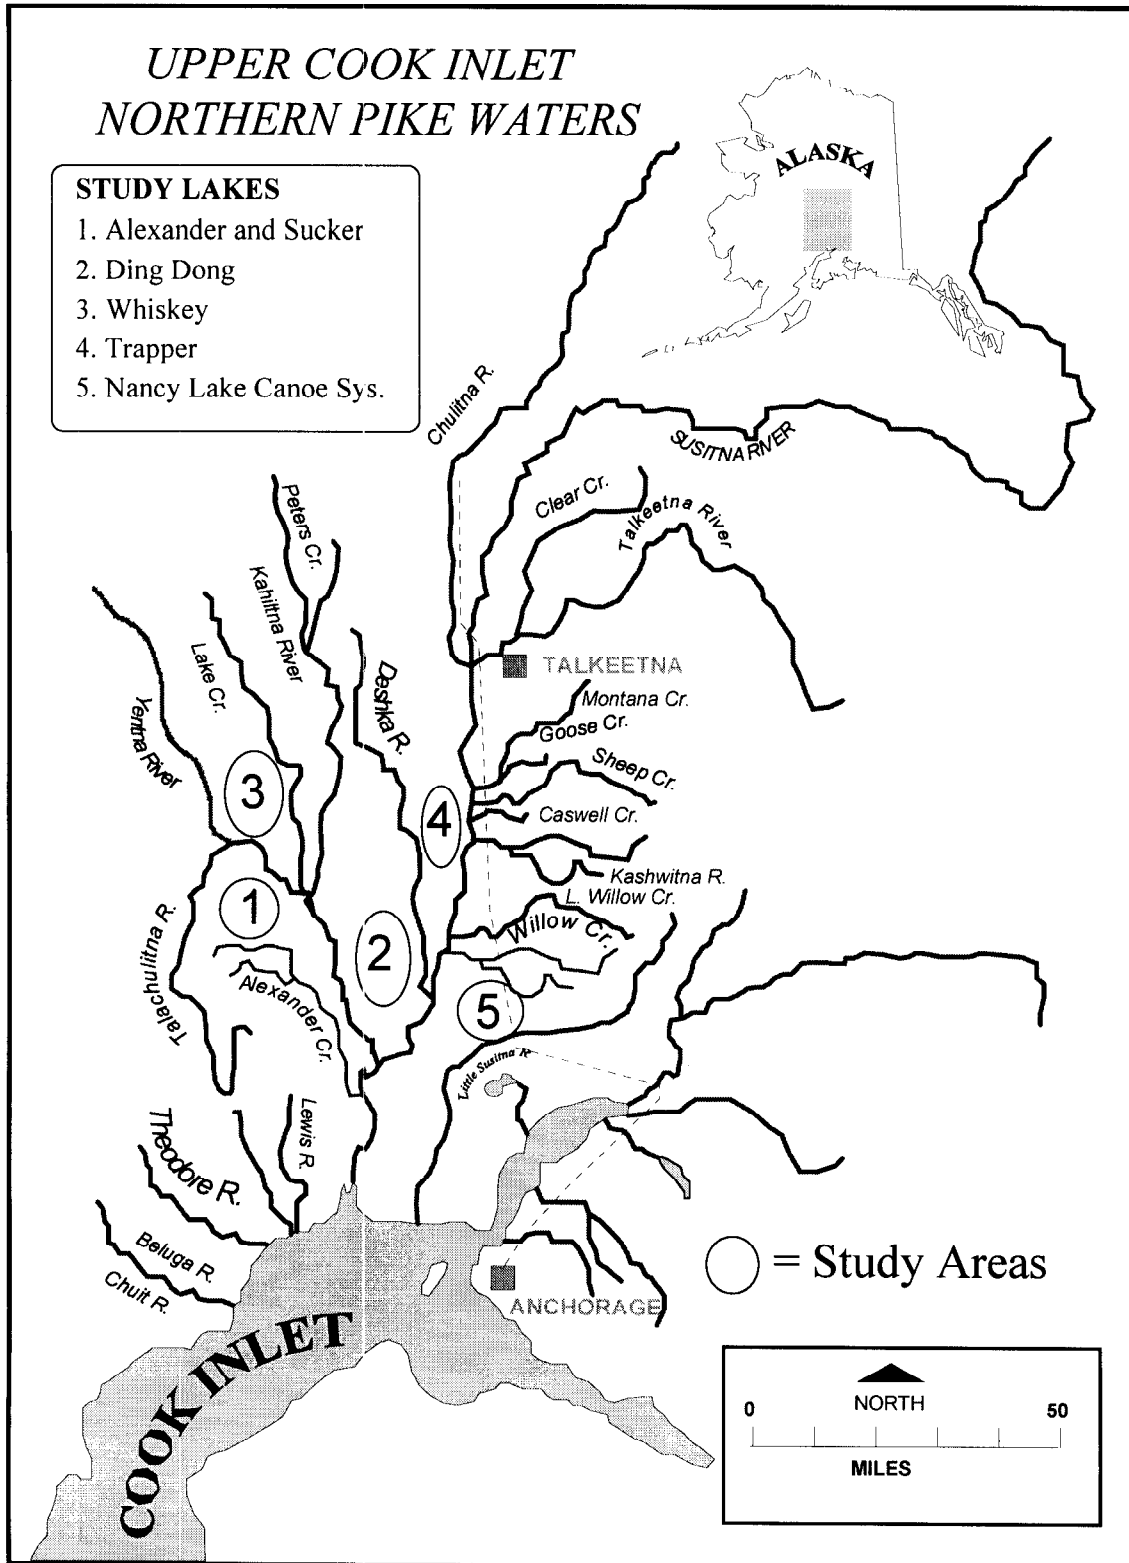 UPPER COOK INLET
NORTHERN PIKE WATERS
STUDY LAKES
1. Alexander and Sucker
2. Ding Dong
3. Whiskey
4. Trapper
5. Nancy Lake Canoe Sys.
ALASKA
Chulitna R.
SUSITNA RIVER
Clear Cr.
Talkeetna River
Peters Cr.
Kahiltna River
Lake Cr.
Yentna River
Deshka R.
TALKEETNA
Montana Cr.
Goose Cr.
Sheep Cr.
3
4
Caswell Cr.
Kashwitna R.
L. Willow Cr.
1
Willow Cr.
2
Talachulitna R.
Alexander Cr.
5
Little Susitna R
Lewis R.
Theodore R.
Beluga R.
Chuit R.
= Study Areas
ANCHORAGE
COOK INLET
NORTH
0 50
MILES